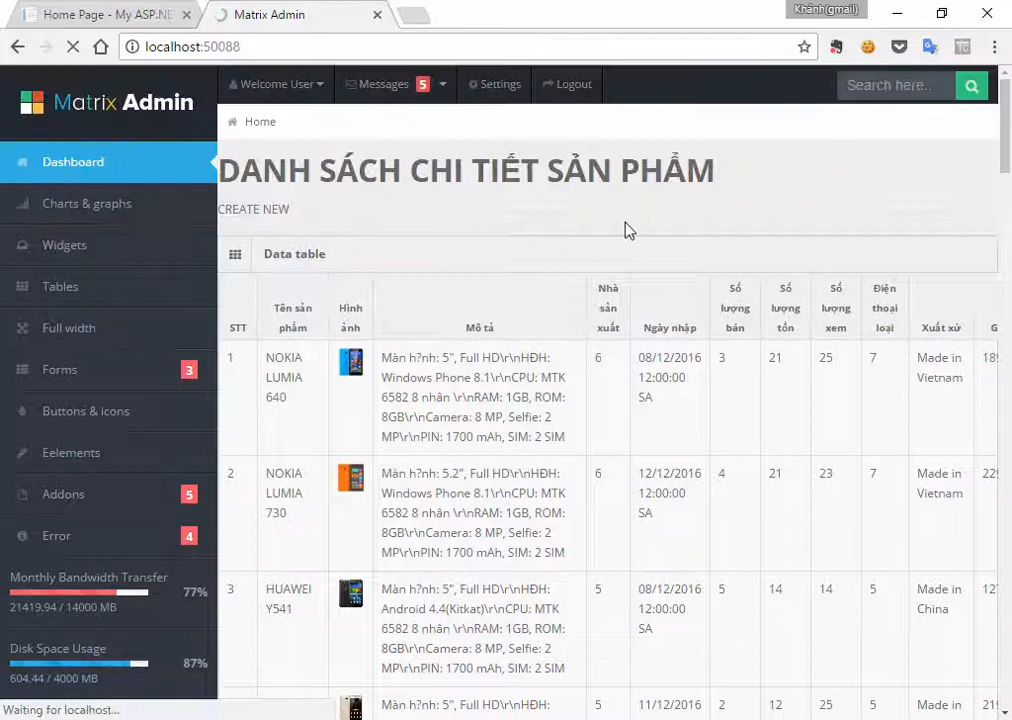 Home Page - My ASP.NE
Matrix Admin
Khánh(gmail)
localhost:50088
TC
Matrix Admin
Welcome User
Messages 5
Settings
Logout
Search here..
Home
Dashboard
Charts & graphs
Widgets
Tables
Full width
Forms 3
Buttons & icons
Eelements
Addons 5
Error 4
Monthly Bandwidth Transfer
77%
21419.94 / 14000 MB
Disk Space Usage
87%
604.44 / 4000 MB
Waiting for localhost...
DANH SÁCH CHI TIẾT SẢN PHẨM
CREATE NEW
Data table
STT
Tên sản
phẩm
Hình
ảnh
Mô tả
Nhà
sản
xuất
Ngày nhập
Số
lượng
bán
Số
lượng
tồn
Số
lượng
xem
Điện
thoại
loại
Xuất xứ
G
1
NOKIA
LUMIA
640
Màn h?nh: 5", Full HD\r\nHĐH:
Windows Phone 8.1\r\nCPU: MTK
6582 8 nhân \r\nRAM: 1GB, ROM:
8GB\r\nCamera: 8 MP, Selfie: 2
MP\r\nPIN: 1700 mAh, SIM: 2 SIM
6
08/12/2016
12:00:00
SA
3
21
25
7
Made in
Vietnam
189
2
NOKIA
LUMIA
730
Màn h?nh: 5.2", Full HD\r\nHĐH:
Windows Phone 8.1\r\nCPU: MTK
6582 8 nhân \r\nRAM: 1GB, ROM:
8GB\r\nCamera: 8 MP, Selfie: 2
MP\r\nPIN: 1700 mAh, SIM: 2 SIM
6
12/12/2016
12:00:00
SA
4
21
23
7
Made in
Vietnam
229
3
HUAWEI
Y541
Màn h?nh: 5", Full HD\r\nHĐH:
Android 4.4(Kitkat)\r\nCPU: MTK
6582 8 nhân \r\nRAM: 1GB, ROM:
8GB\r\nCamera: 8 MP, Selfie: 2
MP\r\nPIN: 1700 mAh, SIM: 2 SIM
5
08/12/2016
12:00:00
SA
5
14
14
5
Made in
China
127
Màn h?nh: 5", Full HD\r\nHĐH:
5
11/12/2016
2
12
25
5
Made in